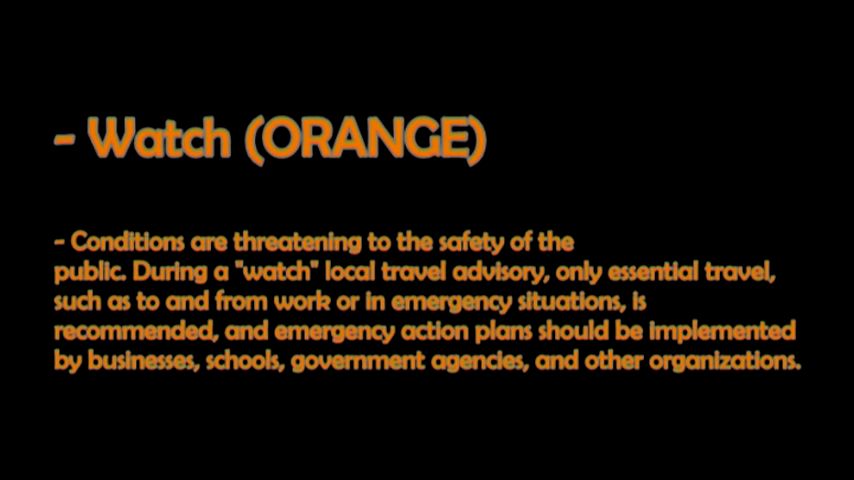 - Watch (ORANGE)
- Conditions are threatening to the safety of the
public. During a "watch" local travel advisory, only essential travel,
such as to and from work or in emergency situations, is
recommended, and emergency action plans should be implemented
by businesses, schools, government agencies, and other organizations.